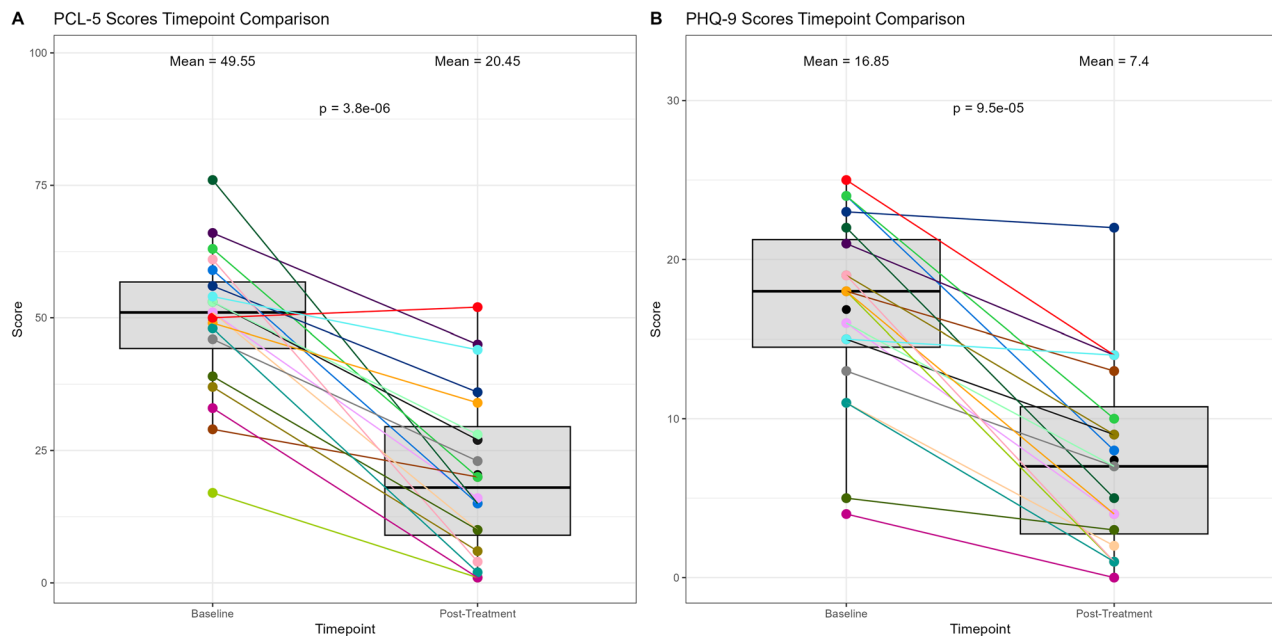 A PCL-5 Scores Timepoint Comparison
Mean = 49.55 Mean = 20.45
p = 3.8e-06
100
75
50
25
0
Score
Baseline Post-Treatment
Timepoint
B PHQ-9 Scores Timepoint Comparison
Mean = 16.85 Mean = 7.4
p = 9.5e-05
30
20
10
0
Score
Baseline Post-Treatment
Timepoint